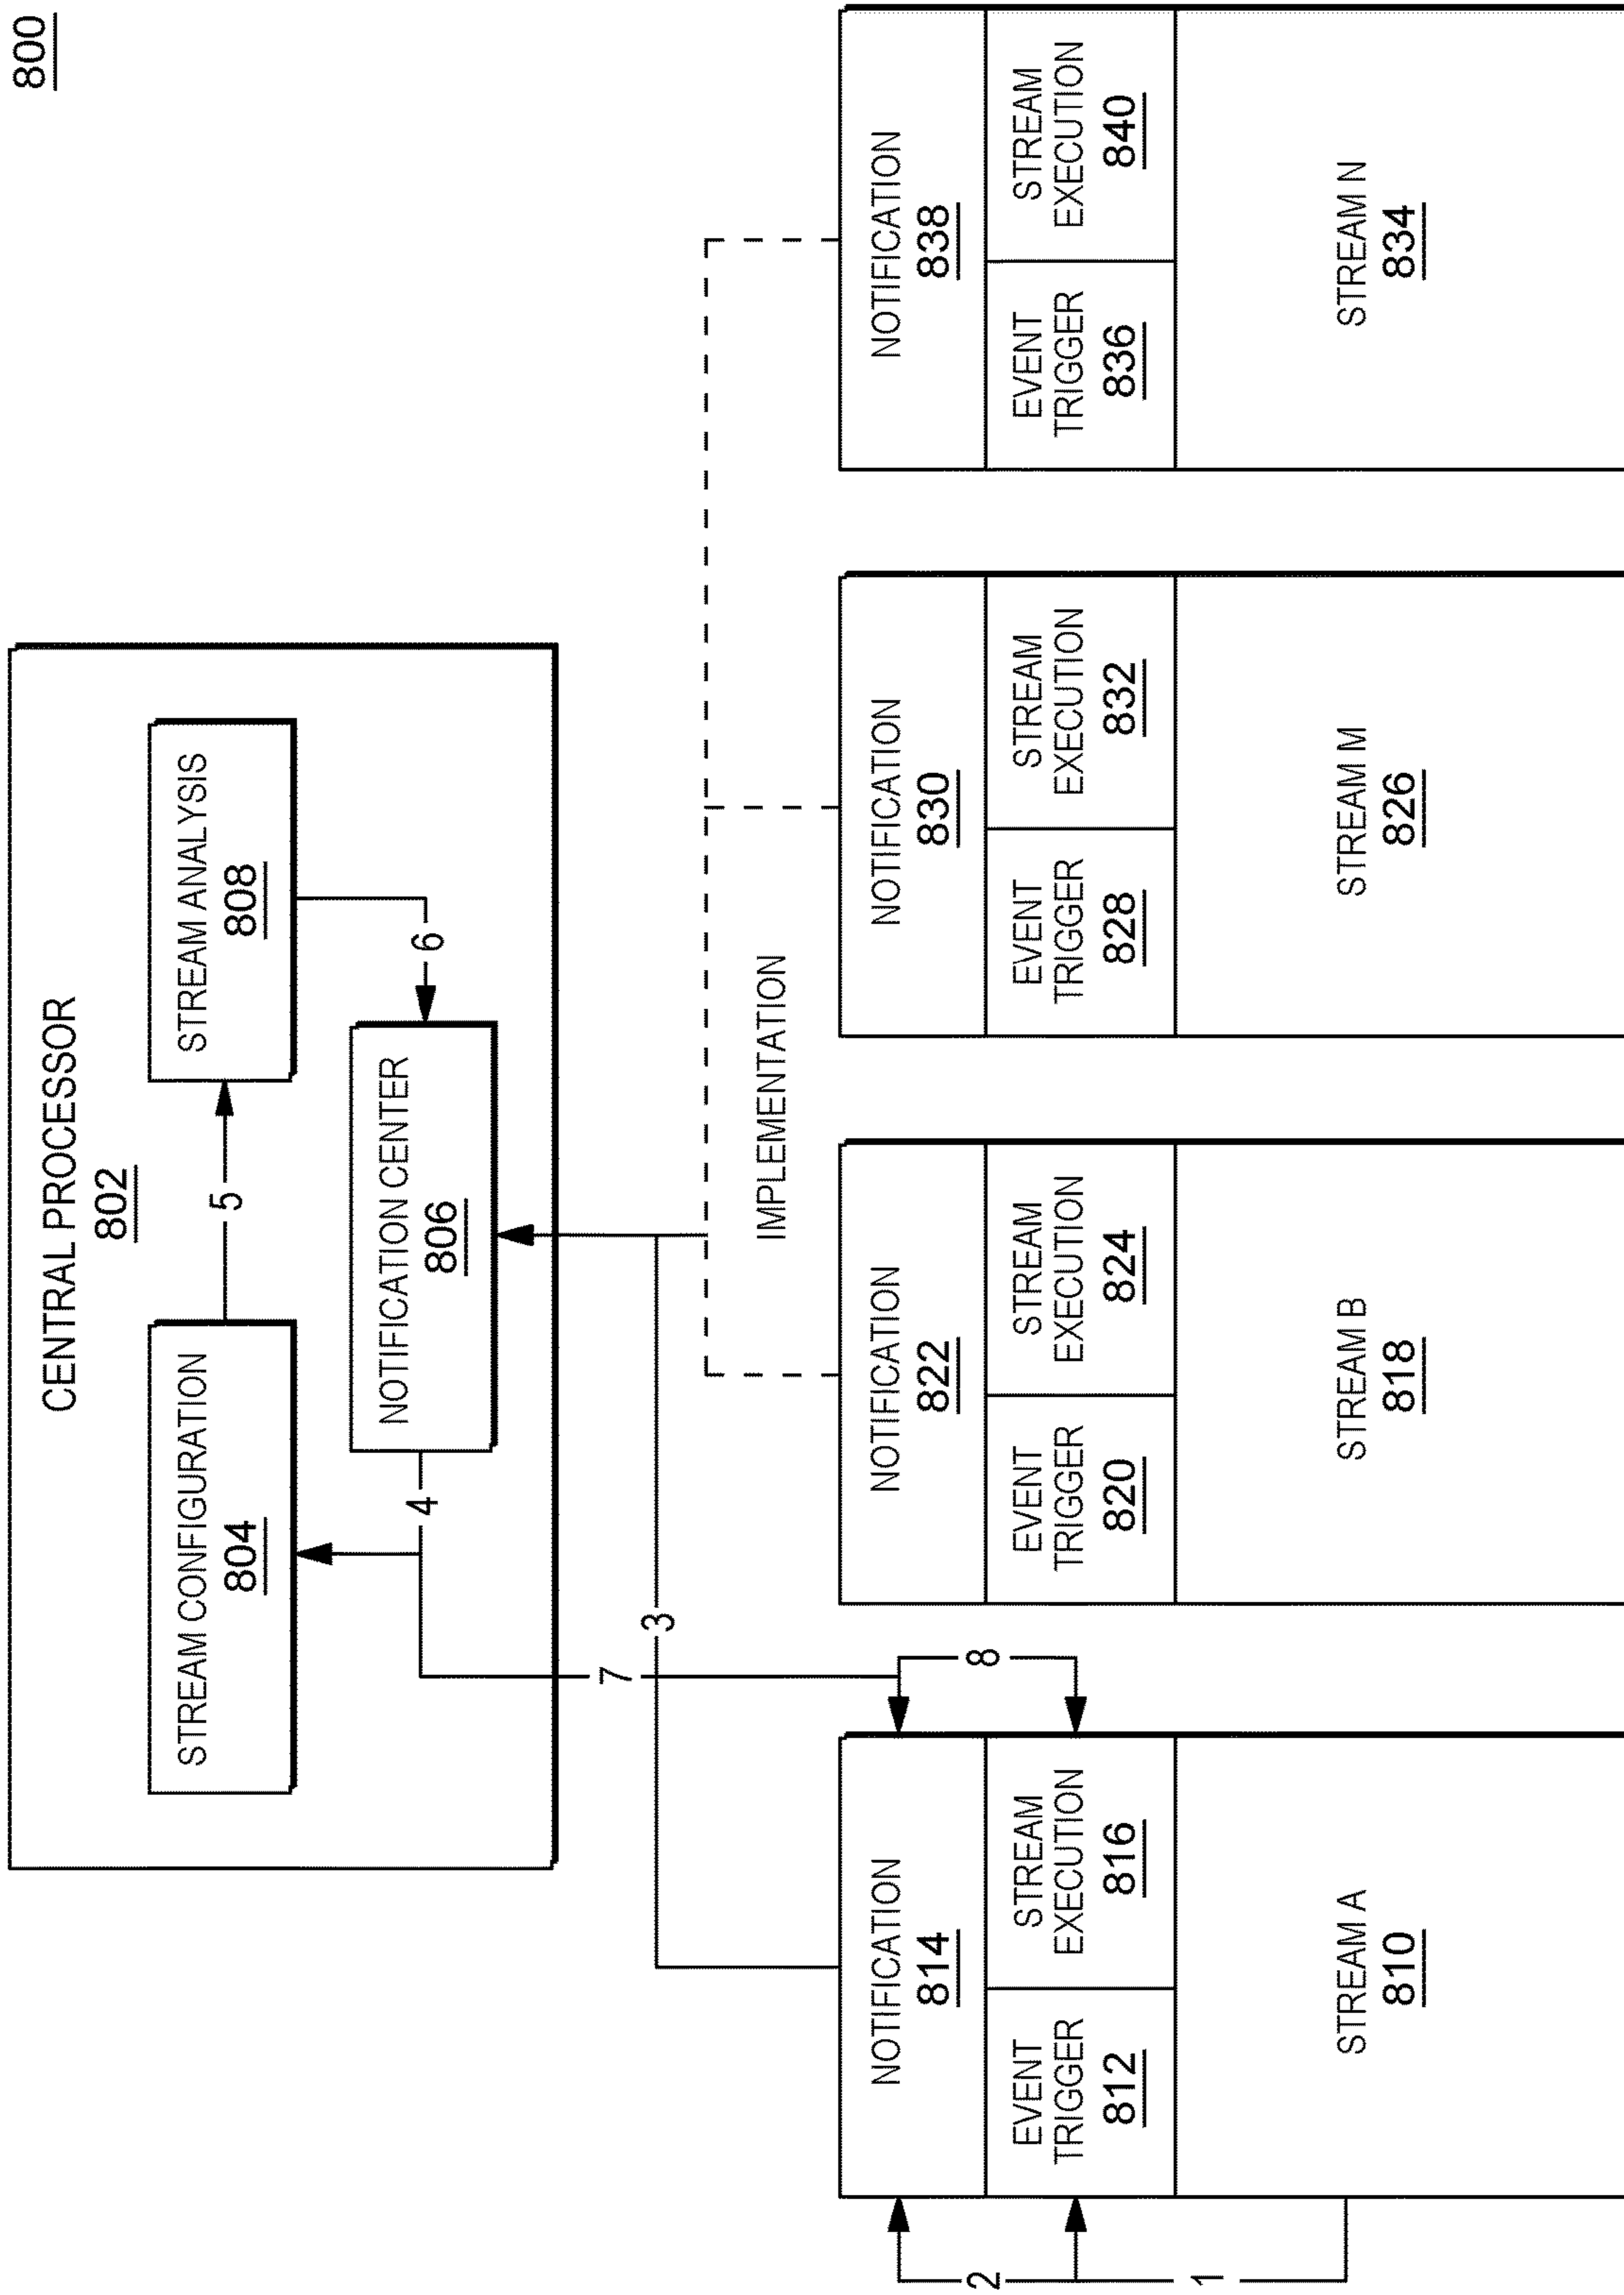 800
CENTRAL PROCESSOR
802
STREAM CONFIGURATION
804
5
STREAM ANALYSIS
808
NOTIFICATION CENTER
806
4
6
7
3
IMPLEMENTATION
NOTIFICATION
814
EVENT
TRIGGER
812
STREAM
EXECUTION
816
STREAM A
810
2
1
8
NOTIFICATION
822
EVENT
TRIGGER
820
STREAM
EXECUTION
824
STREAM B
818
NOTIFICATION
830
EVENT
TRIGGER
828
STREAM
EXECUTION
832
STREAM M
826
NOTIFICATION
838
EVENT
TRIGGER
836
STREAM
EXECUTION
840
STREAM N
834